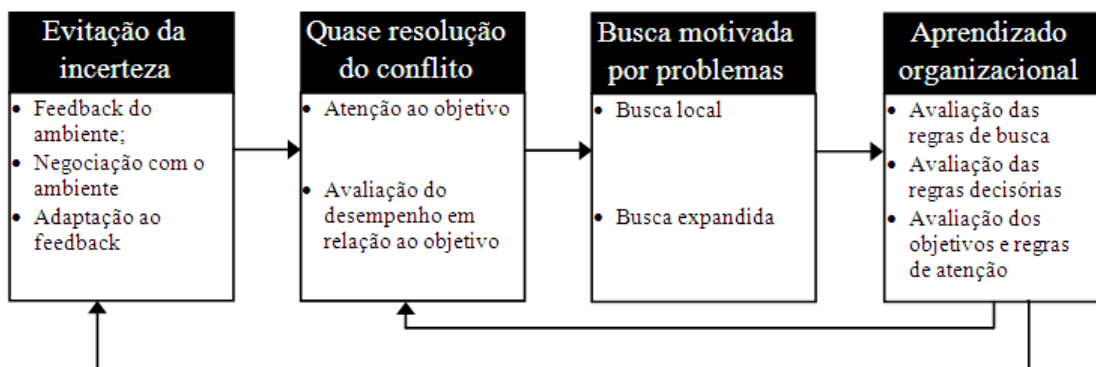 Evitação da
incerteza
• Feedback do
ambiente;
• Negociação com o
ambiente
• Adaptação ao
feedback
Quase resolução
do conflito
• Atenção ao objetivo
• Avaliação do
desempenho em
relação ao objetivo
Busca motivada
por problemas
• Busca local
• Busca expandida
Aprendizado
organizacional
• Avaliação das
regras de busca
• Avaliação das
regras decisórias
• Avaliação dos
objetivos e regras
de atenção